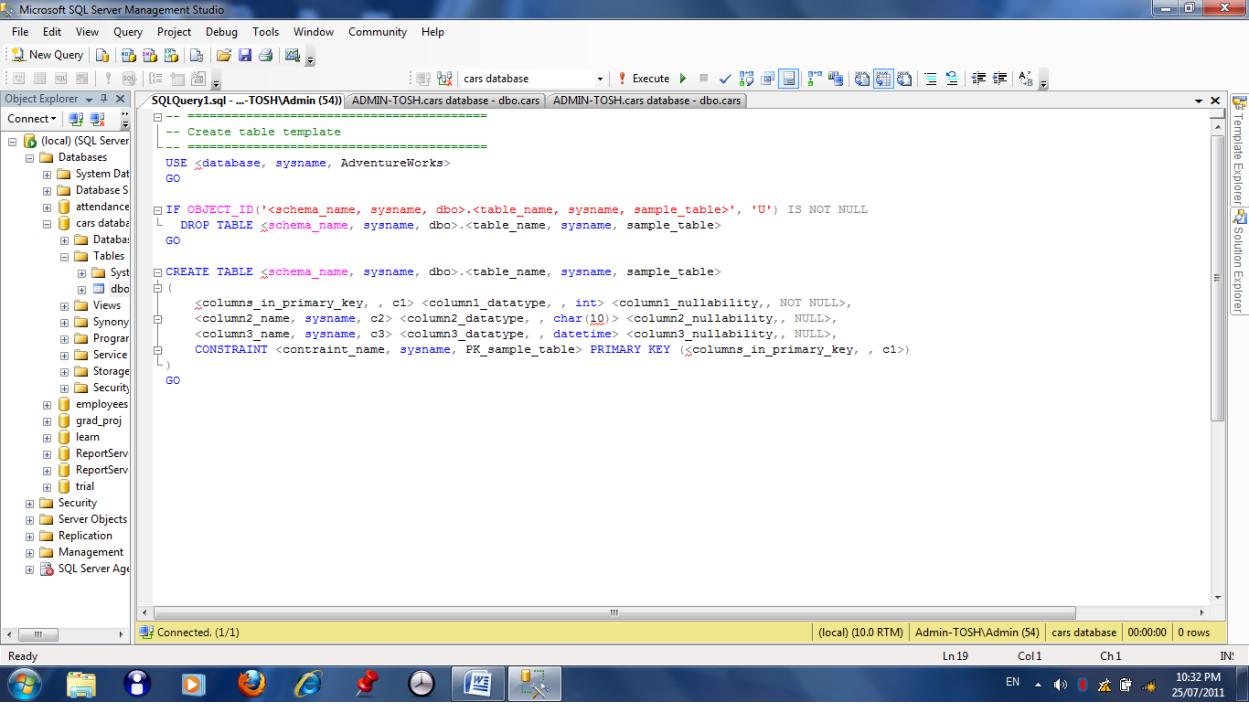 Microsoft SQL Server Management Studio
File Edit View Query Project Debug Tools Window Community Help
New Query
cars database
Execute
Object Explorer
SQLQuery1.sql - ...-TOSH\Admin (54))
ADMIN-TOSH.cars database - dbo.cars
ADMIN-TOSH.cars database - dbo.cars
Connect
(local) (SQL Server
Databases
System Dat
Database S
attendance
cars databa
Databas
Tables
Syst
dbo
Views
Synony
Program
Service
Storage
Security
employees
grad_proj
learn
ReportServ
ReportServ
trial
Security
Server Objects
Replication
Management
SQL Server Age
-- =========================================
-- Create table template
-- =========================================
USE <database, sysname, AdventureWorks>
GO
IF OBJECT_ID('<schema_name, sysname, dbo>.<table_name, sysname, sample_table>', 'U') IS NOT NULL
DROP TABLE <schema_name, sysname, dbo>.<table_name, sysname, sample_table>
GO
CREATE TABLE <schema_name, sysname, dbo>.<table_name, sysname, sample_table>
(
<columns_in_primary_key, , c1> <column1_datatype, , int> <column1_nullability,, NOT NULL>,
<column2_name, sysname, c2> <column2_datatype, , char(10)> <column2_nullability,, NULL>,
<column3_name, sysname, c3> <column3_datatype, , datetime> <column3_nullability,, NULL>,
CONSTRAINT <contraint_name, sysname, PK_sample_table> PRIMARY KEY (<columns_in_primary_key, , c1>)
)
GO
Template Explorer
Solution Explorer
Connected. (1/1)
(local) (10.0 RTM) Admin-TOSH\Admin (54) cars database 00:00:00 0 rows
Ready
Ln 19 Col 1 Ch 1 INS
EN
10:32 PM
25/07/2011